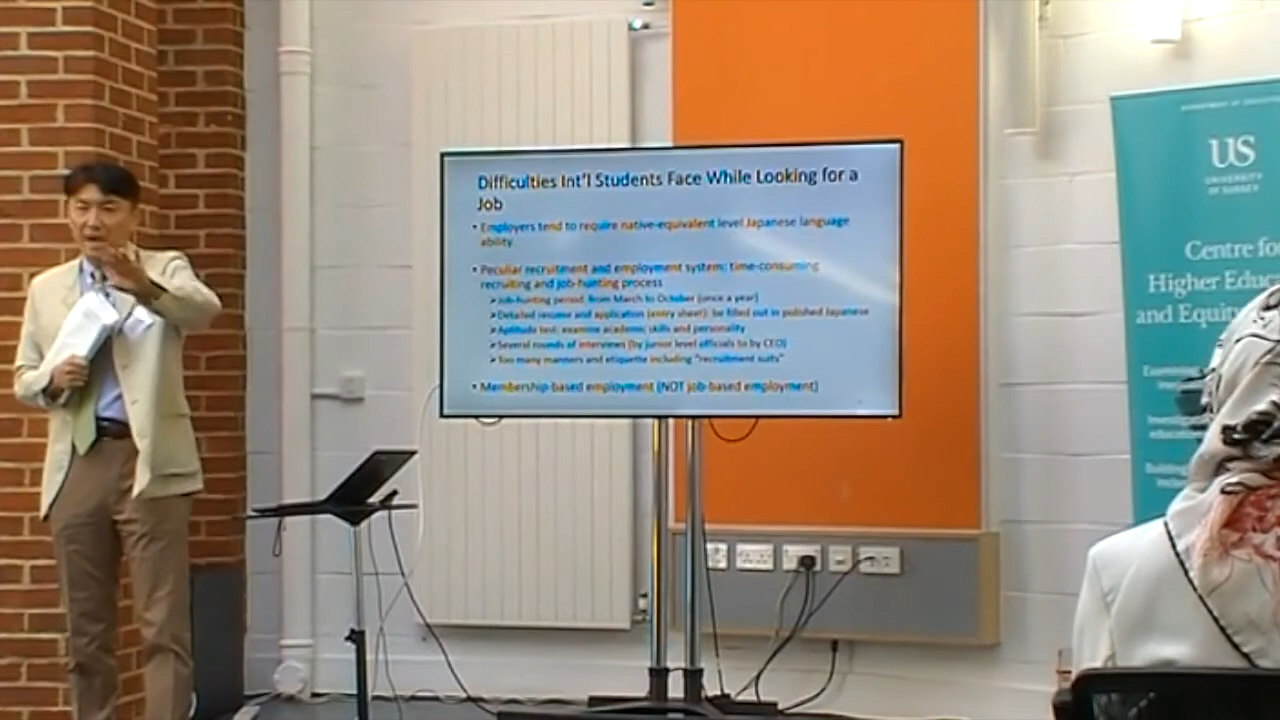 Difficulties Int'l Students Face While Looking for a
Job
• Employers tend to require native-equivalent level Japanese language
ability.
• Peculiar recruitment and employment system: time-consuming
recruiting and job-hunting process
➢Job-hunting period: from March to October (once a year)
➢Detailed resume and application (entry sheet): be filled out in polished Japanese
➢Aptitude test: examine academic skills and personality
➢Several rounds of interviews (by junior level officials to by CEO)
➢Too many manners and etiquette including "recruitment suits"
• Membership-based employment (NOT job-based employment)
US
UNIVERSITY
OF SUSSEX
Centre fo
Higher Educ
and Equi